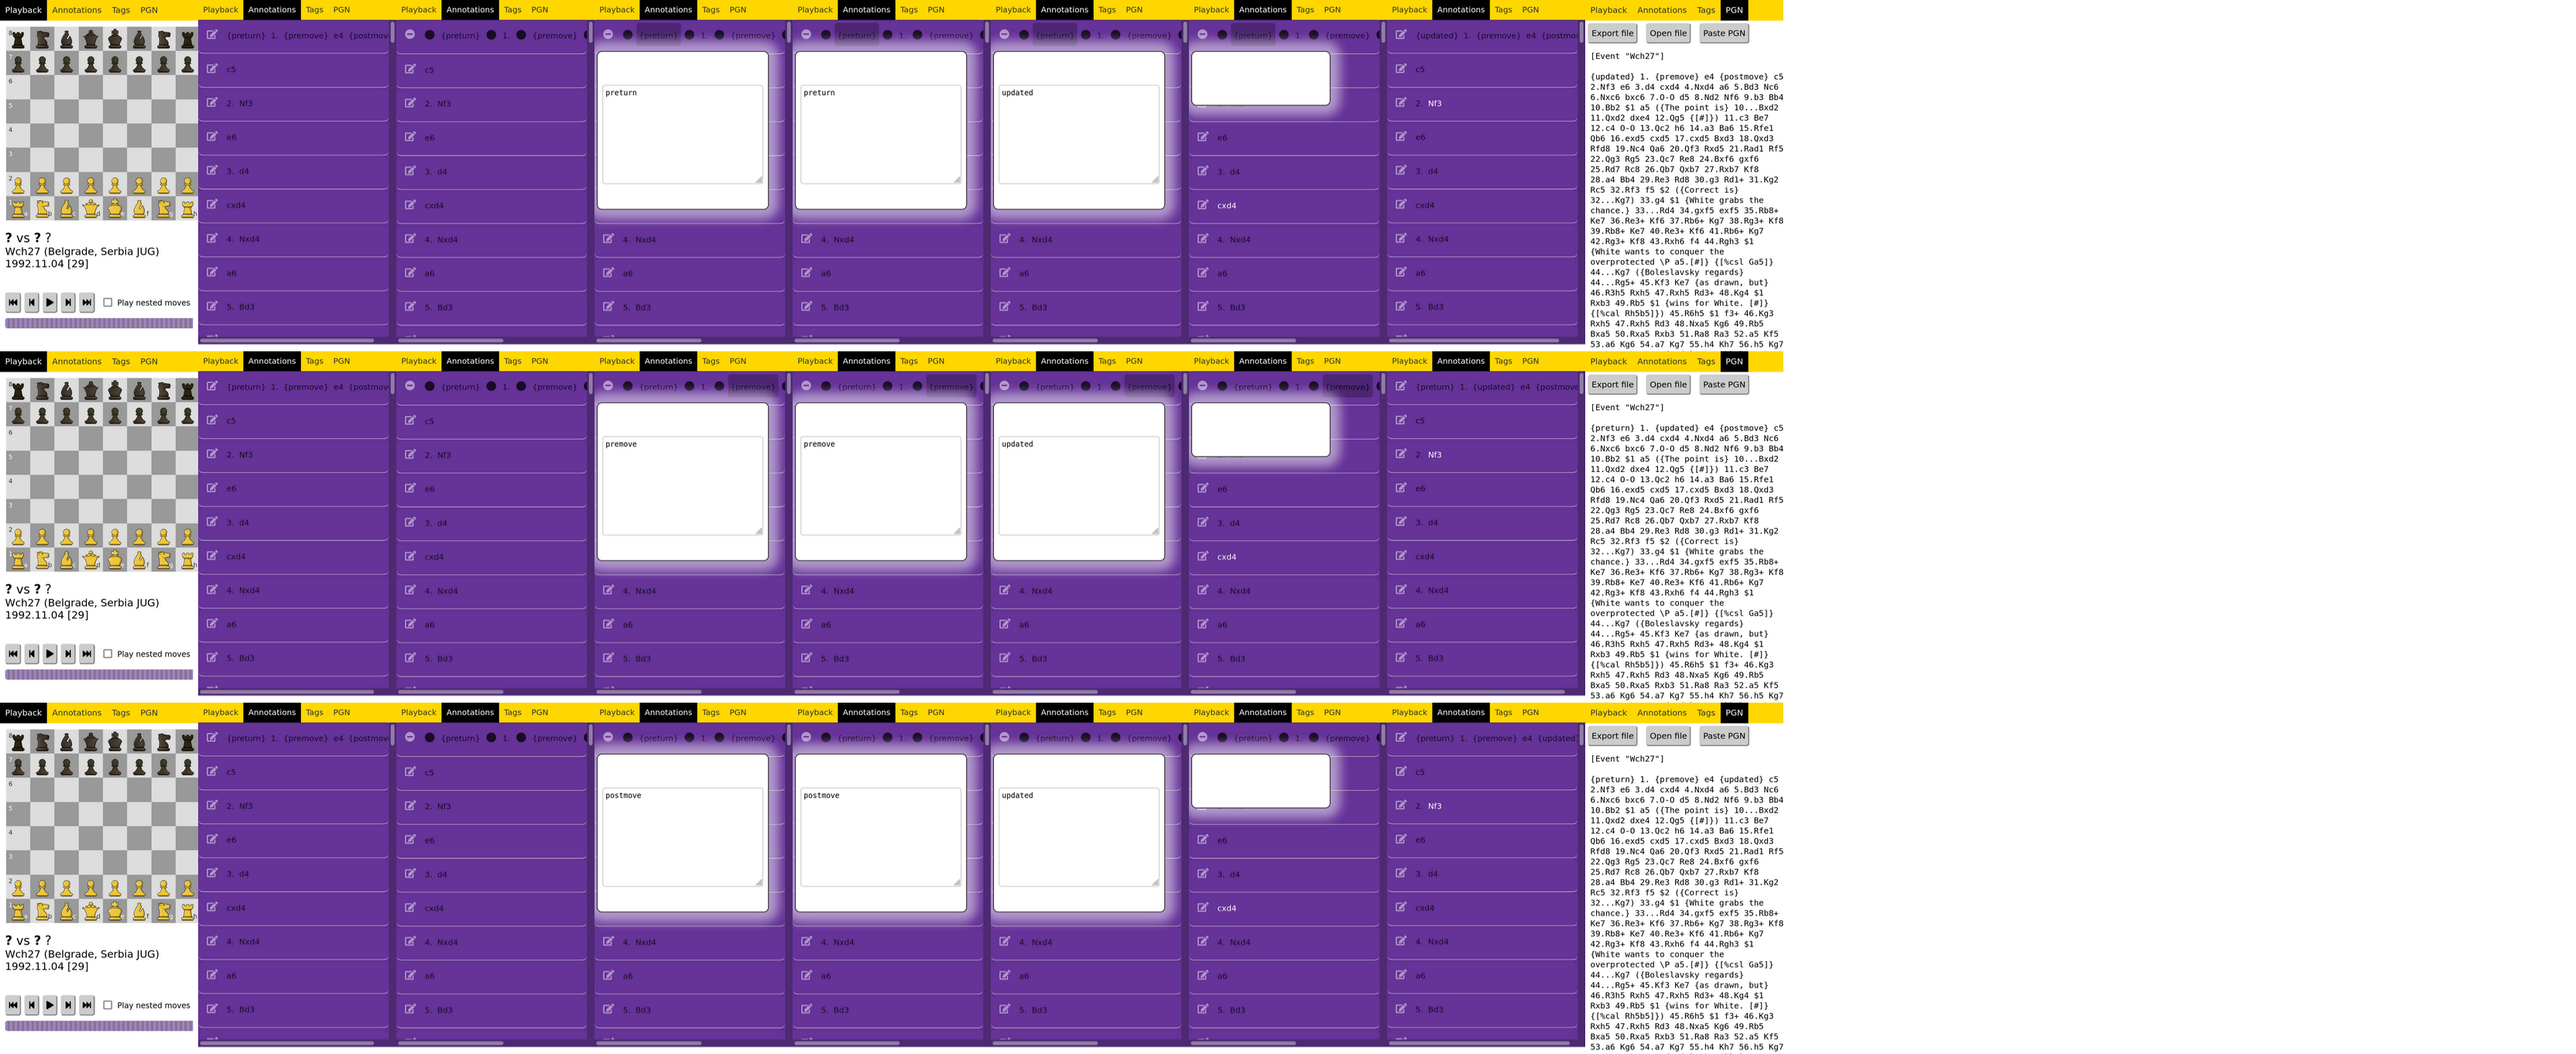 Playback Annotations Tags PGN
8
7
6
5
4
3
2
1
? vs ? ?
Wch27 (Belgrade, Serbia JUG)
1992.11.04 [29]
Play nested moves
Playback Annotations Tags PGN
{preturn} 1. {premove} e4 {postmov
c5
2. Nf3
e6
3. d4
cxd4
4. Nxd4
a6
5. Bd3
Playback Annotations Tags PGN
{preturn} 1. {premove}
c5
2. Nf3
e6
3. d4
cxd4
4. Nxd4
a6
5. Bd3
Playback Annotations Tags PGN
{preturn} 1. {premove}
preturn
4. Nxd4
a6
5. Bd3
Playback Annotations Tags PGN
{preturn} 1. {premove}
preturn
4. Nxd4
a6
5. Bd3
Playback Annotations Tags PGN
{preturn} 1. {premove}
updated
4. Nxd4
a6
5. Bd3
Playback Annotations Tags PGN
{preturn} 1. {premove}
e6
3. d4
cxd4
4. Nxd4
a6
5. Bd3
Playback Annotations Tags PGN
{updated} 1. {premove} e4 {postmo
c5
2. Nf3
e6
3. d4
cxd4
4. Nxd4
a6
5. Bd3
Playback Annotations Tags PGN
Export file Open file Paste PGN
[Event "Wch27"]
{updated} 1. {premove} e4 {postmove} c5
2.Nf3 e6 3.d4 cxd4 4.Nxd4 a6 5.Bd3 Nc6
6.Nxc6 bxc6 7.O-O d5 8.Nd2 Nf6 9.b3 Bb4
10.Bb2 $1 a5 ({The point is} 10...Bxd2
11.Qxd2 dxe4 12.Qg5 {[#]}) 11.c3 Be7
12.c4 O-O 13.Qc2 h6 14.a3 Ba6 15.Rfe1
Qb6 16.exd5 cxd5 17.cxd5 Bxd3 18.Qxd3
Rfd8 19.Nc4 Qa6 20.Qf3 Rxd5 21.Rad1 Rf5
22.Qg3 Rg5 23.Qc7 Re8 24.Bxf6 gxf6
25.Rd7 Rc8 26.Qb7 Qxb7 27.Rxb7 Kf8
28.a4 Bb4 29.Re3 Rd8 30.g3 Rd1+ 31.Kg2
Rc5 32.Rf3 f5 $2 ({Correct is}
32...Kg7) 33.g4 $1 {White grabs the
chance.} 33...Rd4 34.gxf5 exf5 35.Rb8+
Ke7 36.Re3+ Kf6 37.Rb6+ Kg7 38.Rg3+ Kf8
39.Rb8+ Ke7 40.Re3+ Kf6 41.Rb6+ Kg7
42.Rg3+ Kf8 43.Rxh6 f4 44.Rgh3 $1
{White wants to conquer the
overprotected \P a5.[#]} {[%csl Ga5]}
44...Kg7 ({Boleslavsky regards}
44...Rg5+ 45.Kf3 Ke7 {as drawn, but}
46.R3h5 Rxh5 47.Rxh5 Rd3+ 48.Kg4 $1
Rxb3 49.Rb5 $1 {wins for White. [#]}
{[%cal Rh5b5]}) 45.R6h5 $1 f3+ 46.Kg3
Rxh5 47.Rxh5 Rd3 48.Nxa5 Kg6 49.Rb5
Bxa5 50.Rxa5 Rxb3 51.Ra8 Ra3 52.a5 Kf5
53.a6 Kg6 54.a7 Kg7 55.h4 Kh7 56.h5 Kg7
Playback Annotations Tags PGN
8
7
6
5
4
3
2
1
? vs ? ?
Wch27 (Belgrade, Serbia JUG)
1992.11.04 [29]
Play nested moves
Playback Annotations Tags PGN
{preturn} 1. {premove} e4 {postmov
c5
2. Nf3
e6
3. d4
cxd4
4. Nxd4
a6
5. Bd3
Playback Annotations Tags PGN
{preturn} 1. {premove}
c5
2. Nf3
e6
3. d4
cxd4
4. Nxd4
a6
5. Bd3
Playback Annotations Tags PGN
{preturn} 1. {premove}
premove
4. Nxd4
a6
5. Bd3
Playback Annotations Tags PGN
{preturn} 1. {premove}
premove
4. Nxd4
a6
5. Bd3
Playback Annotations Tags PGN
{preturn} 1. {premove}
updated
4. Nxd4
a6
5. Bd3
Playback Annotations Tags PGN
{preturn} 1. {premove}
e6
3. d4
cxd4
4. Nxd4
a6
5. Bd3
Playback Annotations Tags PGN
{preturn} 1. {updated} e4 {postmove
c5
2. Nf3
e6
3. d4
cxd4
4. Nxd4
a6
5. Bd3
Playback Annotations Tags PGN
Export file Open file Paste PGN
[Event "Wch27"]
{preturn} 1. {updated} e4 {postmove} c5
2.Nf3 e6 3.d4 cxd4 4.Nxd4 a6 5.Bd3 Nc6
6.Nxc6 bxc6 7.O-O d5 8.Nd2 Nf6 9.b3 Bb4
10.Bb2 $1 a5 ({The point is} 10...Bxd2
11.Qxd2 dxe4 12.Qg5 {[#]}) 11.c3 Be7
12.c4 O-O 13.Qc2 h6 14.a3 Ba6 15.Rfe1
Qb6 16.exd5 cxd5 17.cxd5 Bxd3 18.Qxd3
Rfd8 19.Nc4 Qa6 20.Qf3 Rxd5 21.Rad1 Rf5
22.Qg3 Rg5 23.Qc7 Re8 24.Bxf6 gxf6
25.Rd7 Rc8 26.Qb7 Qxb7 27.Rxb7 Kf8
28.a4 Bb4 29.Re3 Rd8 30.g3 Rd1+ 31.Kg2
Rc5 32.Rf3 f5 $2 ({Correct is}
32...Kg7) 33.g4 $1 {White grabs the
chance.} 33...Rd4 34.gxf5 exf5 35.Rb8+
Ke7 36.Re3+ Kf6 37.Rb6+ Kg7 38.Rg3+ Kf8
39.Rb8+ Ke7 40.Re3+ Kf6 41.Rb6+ Kg7
42.Rg3+ Kf8 43.Rxh6 f4 44.Rgh3 $1
{White wants to conquer the
overprotected \P a5.[#]} {[%csl Ga5]}
44...Kg7 ({Boleslavsky regards}
44...Rg5+ 45.Kf3 Ke7 {as drawn, but}
46.R3h5 Rxh5 47.Rxh5 Rd3+ 48.Kg4 $1
Rxb3 49.Rb5 $1 {wins for White. [#]}
{[%cal Rh5b5]}) 45.R6h5 $1 f3+ 46.Kg3
Rxh5 47.Rxh5 Rd3 48.Nxa5 Kg6 49.Rb5
Bxa5 50.Rxa5 Rxb3 51.Ra8 Ra3 52.a5 Kf5
53.a6 Kg6 54.a7 Kg7 55.h4 Kh7 56.h5 Kg7
Playback Annotations Tags PGN
8
7
6
5
4
3
2
1
? vs ? ?
Wch27 (Belgrade, Serbia JUG)
1992.11.04 [29]
Play nested moves
Playback Annotations Tags PGN
{preturn} 1. {premove} e4 {postmov
c5
2. Nf3
e6
3. d4
cxd4
4. Nxd4
a6
5. Bd3
Playback Annotations Tags PGN
{preturn} 1. {premove}
c5
2. Nf3
e6
3. d4
cxd4
4. Nxd4
a6
5. Bd3
Playback Annotations Tags PGN
{preturn} 1. {premove}
postmove
4. Nxd4
a6
5. Bd3
Playback Annotations Tags PGN
{preturn} 1. {premove}
postmove
4. Nxd4
a6
5. Bd3
Playback Annotations Tags PGN
{preturn} 1. {premove}
updated
4. Nxd4
a6
5. Bd3
Playback Annotations Tags PGN
{preturn} 1. {premove}
e6
3. d4
cxd4
4. Nxd4
a6
5. Bd3
Playback Annotations Tags PGN
{preturn} 1. {premove} e4 {updated}
c5
2. Nf3
e6
3. d4
cxd4
4. Nxd4
a6
5. Bd3
Playback Annotations Tags PGN
Export file Open file Paste PGN
[Event "Wch27"]
{preturn} 1. {premove} e4 {updated} c5
2.Nf3 e6 3.d4 cxd4 4.Nxd4 a6 5.Bd3 Nc6
6.Nxc6 bxc6 7.O-O d5 8.Nd2 Nf6 9.b3 Bb4
10.Bb2 $1 a5 ({The point is} 10...Bxd2
11.Qxd2 dxe4 12.Qg5 {[#]}) 11.c3 Be7
12.c4 O-O 13.Qc2 h6 14.a3 Ba6 15.Rfe1
Qb6 16.exd5 cxd5 17.cxd5 Bxd3 18.Qxd3
Rfd8 19.Nc4 Qa6 20.Qf3 Rxd5 21.Rad1 Rf5
22.Qg3 Rg5 23.Qc7 Re8 24.Bxf6 gxf6
25.Rd7 Rc8 26.Qb7 Qxb7 27.Rxb7 Kf8
28.a4 Bb4 29.Re3 Rd8 30.g3 Rd1+ 31.Kg2
Rc5 32.Rf3 f5 $2 ({Correct is}
32...Kg7) 33.g4 $1 {White grabs the
chance.} 33...Rd4 34.gxf5 exf5 35.Rb8+
Ke7 36.Re3+ Kf6 37.Rb6+ Kg7 38.Rg3+ Kf8
39.Rb8+ Ke7 40.Re3+ Kf6 41.Rb6+ Kg7
42.Rg3+ Kf8 43.Rxh6 f4 44.Rgh3 $1
{White wants to conquer the
overprotected \P a5.[#]} {[%csl Ga5]}
44...Kg7 ({Boleslavsky regards}
44...Rg5+ 45.Kf3 Ke7 {as drawn, but}
46.R3h5 Rxh5 47.Rxh5 Rd3+ 48.Kg4 $1
Rxb3 49.Rb5 $1 {wins for White. [#]}
{[%cal Rh5b5]}) 45.R6h5 $1 f3+ 46.Kg3
Rxh5 47.Rxh5 Rd3 48.Nxa5 Kg6 49.Rb5
Bxa5 50.Rxa5 Rxb3 51.Ra8 Ra3 52.a5 Kf5
53.a6 Kg6 54.a7 Kg7 55.h4 Kh7 56.h5 Kg7